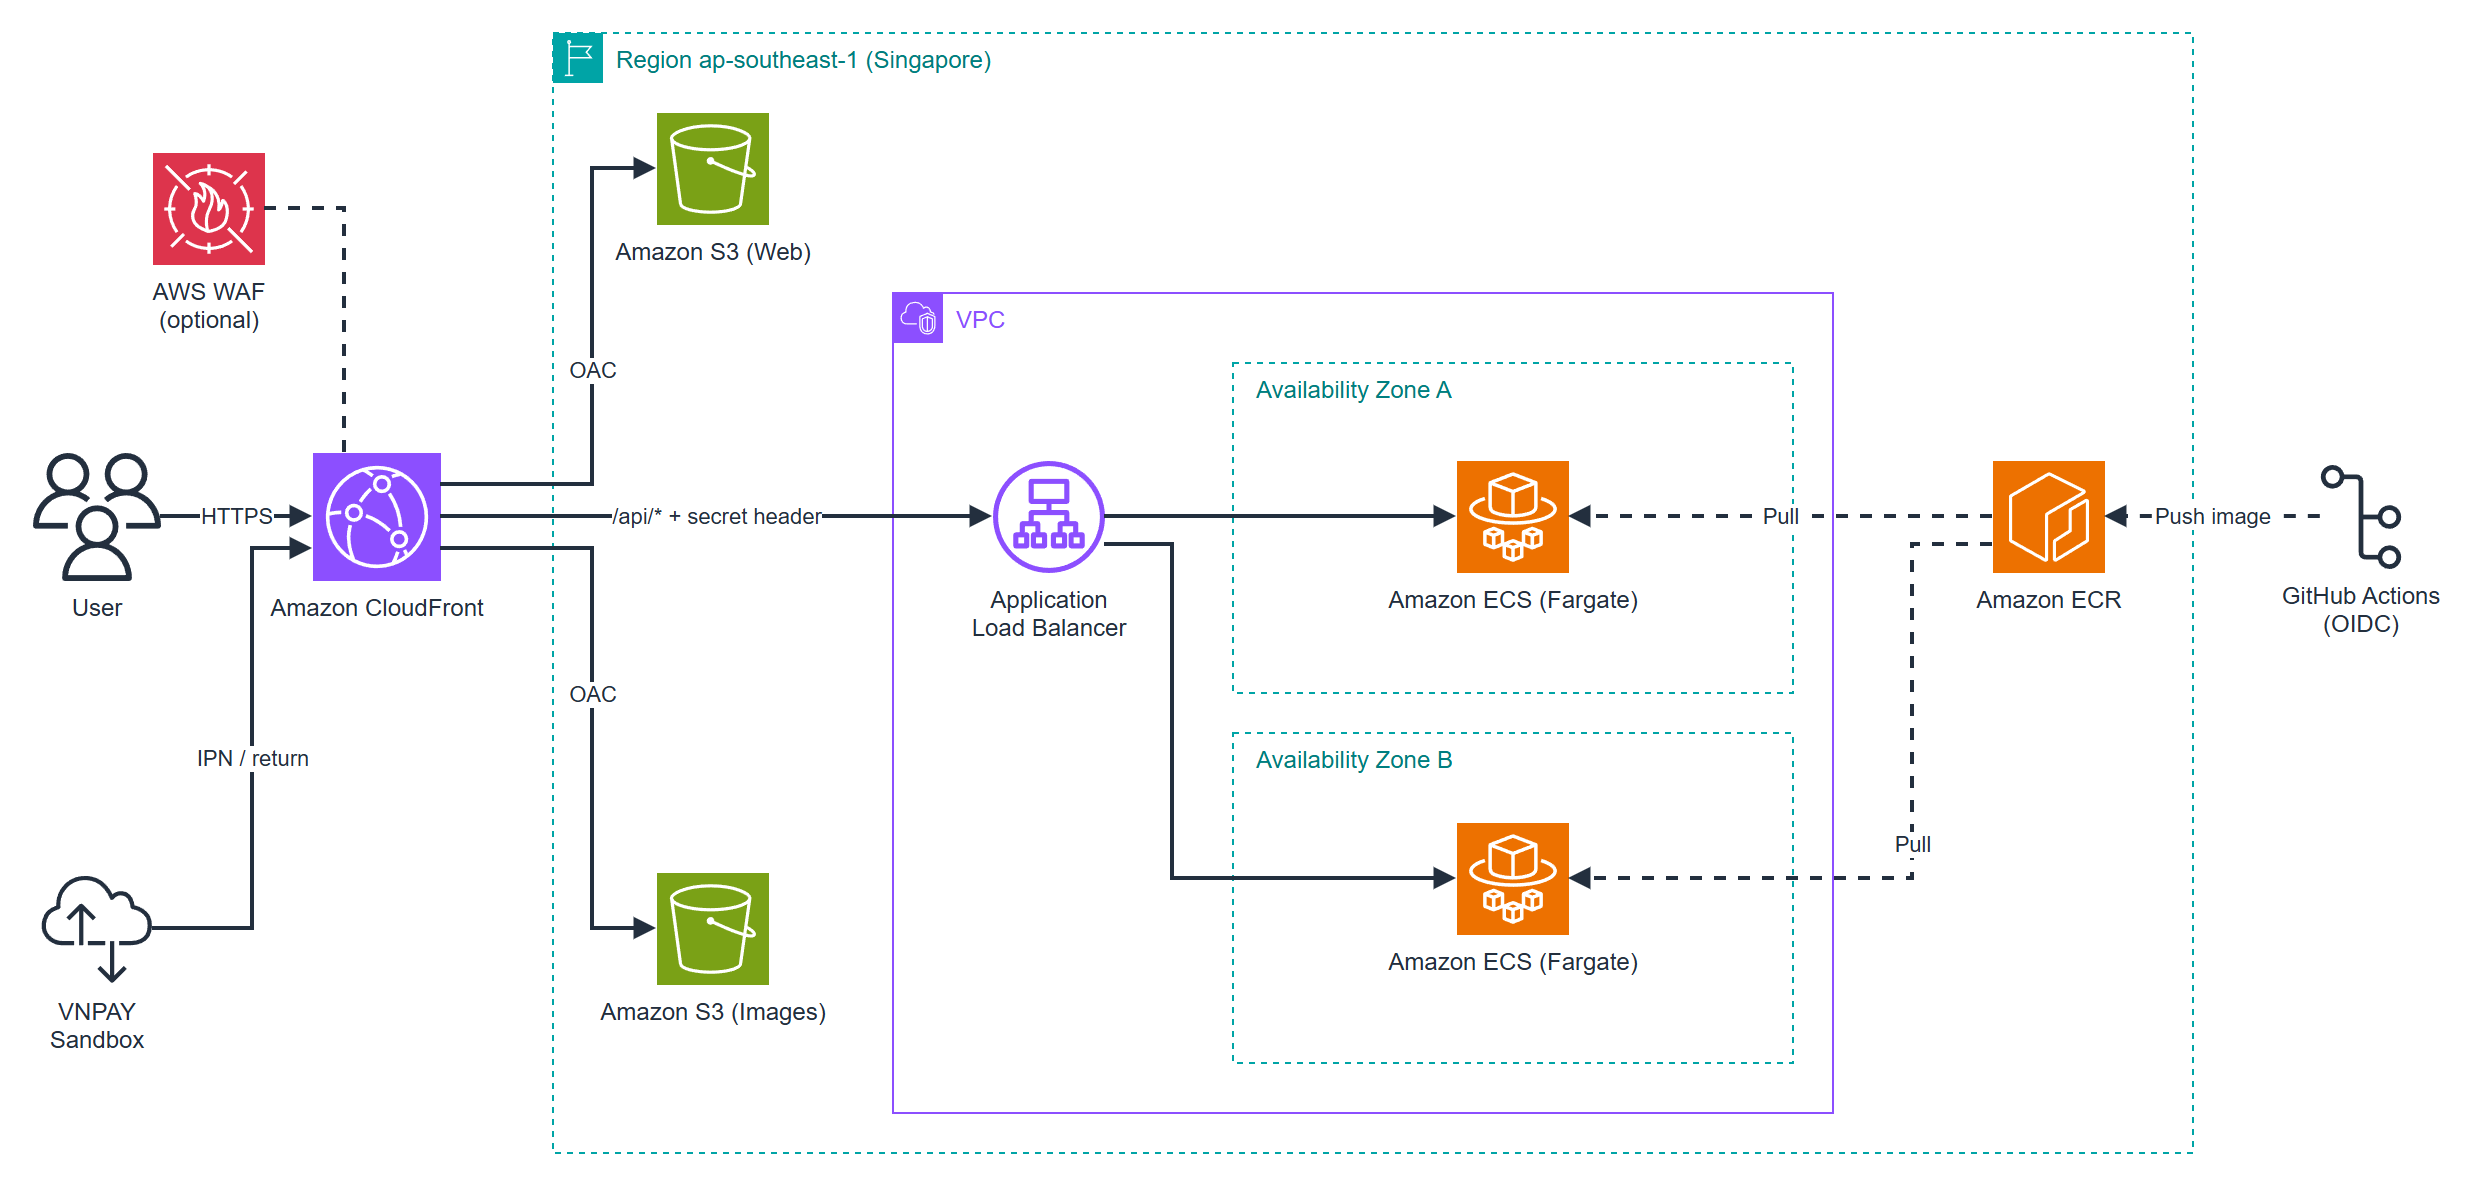 Region ap-southeast-1 (Singapore)
Amazon S3 (Web)
AWS WAF
(optional)
VPC
OAC
Availability Zone A
HTTPS
/api/* + secret header
Pull
Push image
User
Amazon CloudFront
Application
Load Balancer
Amazon ECS (Fargate)
Amazon ECR
GitHub Actions
(OIDC)
OAC
IPN / return
Availability Zone B
Pull
Amazon ECS (Fargate)
VNPAY
Sandbox
Amazon S3 (Images)